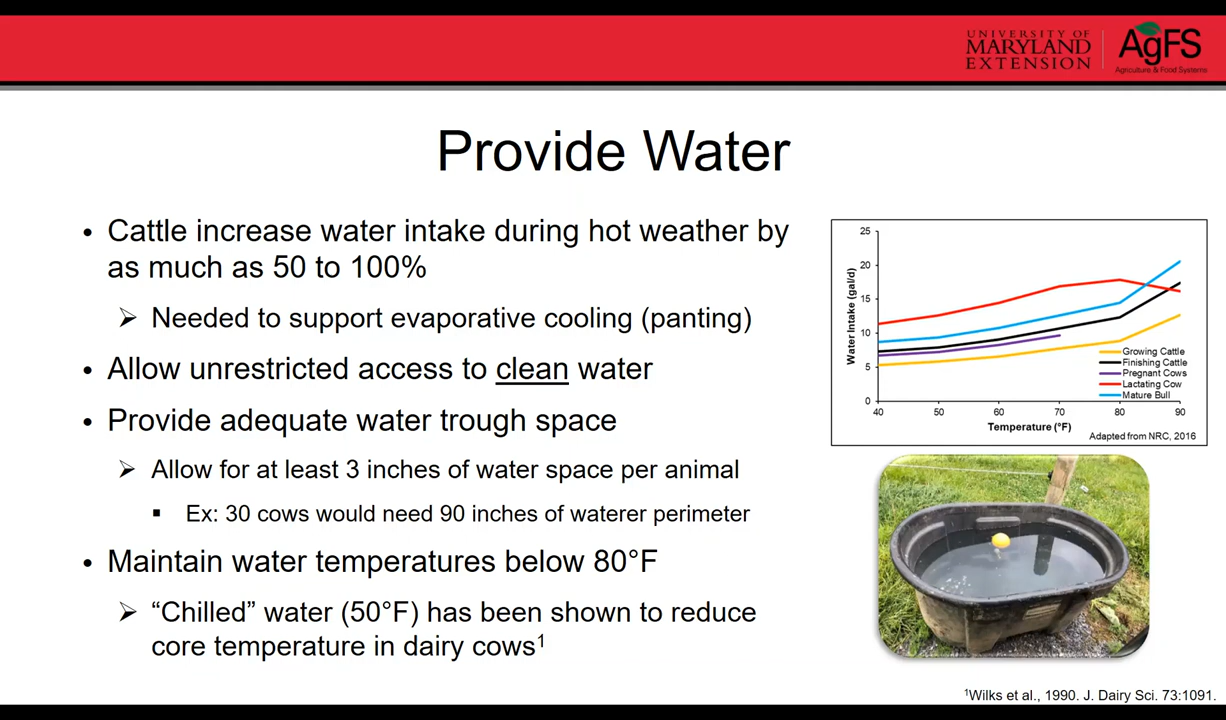 UNIVERSITY OF
MARYLAND
EXTENSION
AgFS
Agriculture & Food Systems
Provide Water
• Cattle increase water intake during hot weather by
as much as 50 to 100%
➢ Needed to support evaporative cooling (panting)
• Allow unrestricted access to clean water
• Provide adequate water trough space
➢ Allow for at least 3 inches of water space per animal
▪ Ex: 30 cows would need 90 inches of waterer perimeter
• Maintain water temperatures below 80°F
➢ “Chilled” water (50°F) has been shown to reduce
core temperature in dairy cows¹
25
20
15
10
5
0
Water Intake (gal/d)
40 50 60 70 80 90
Temperature (°F)
Growing Cattle
Finishing Cattle
Pregnant Cows
Lactating Cow
Mature Bull
Adapted from NRC, 2016
¹Wilks et al., 1990. J. Dairy Sci. 73:1091.